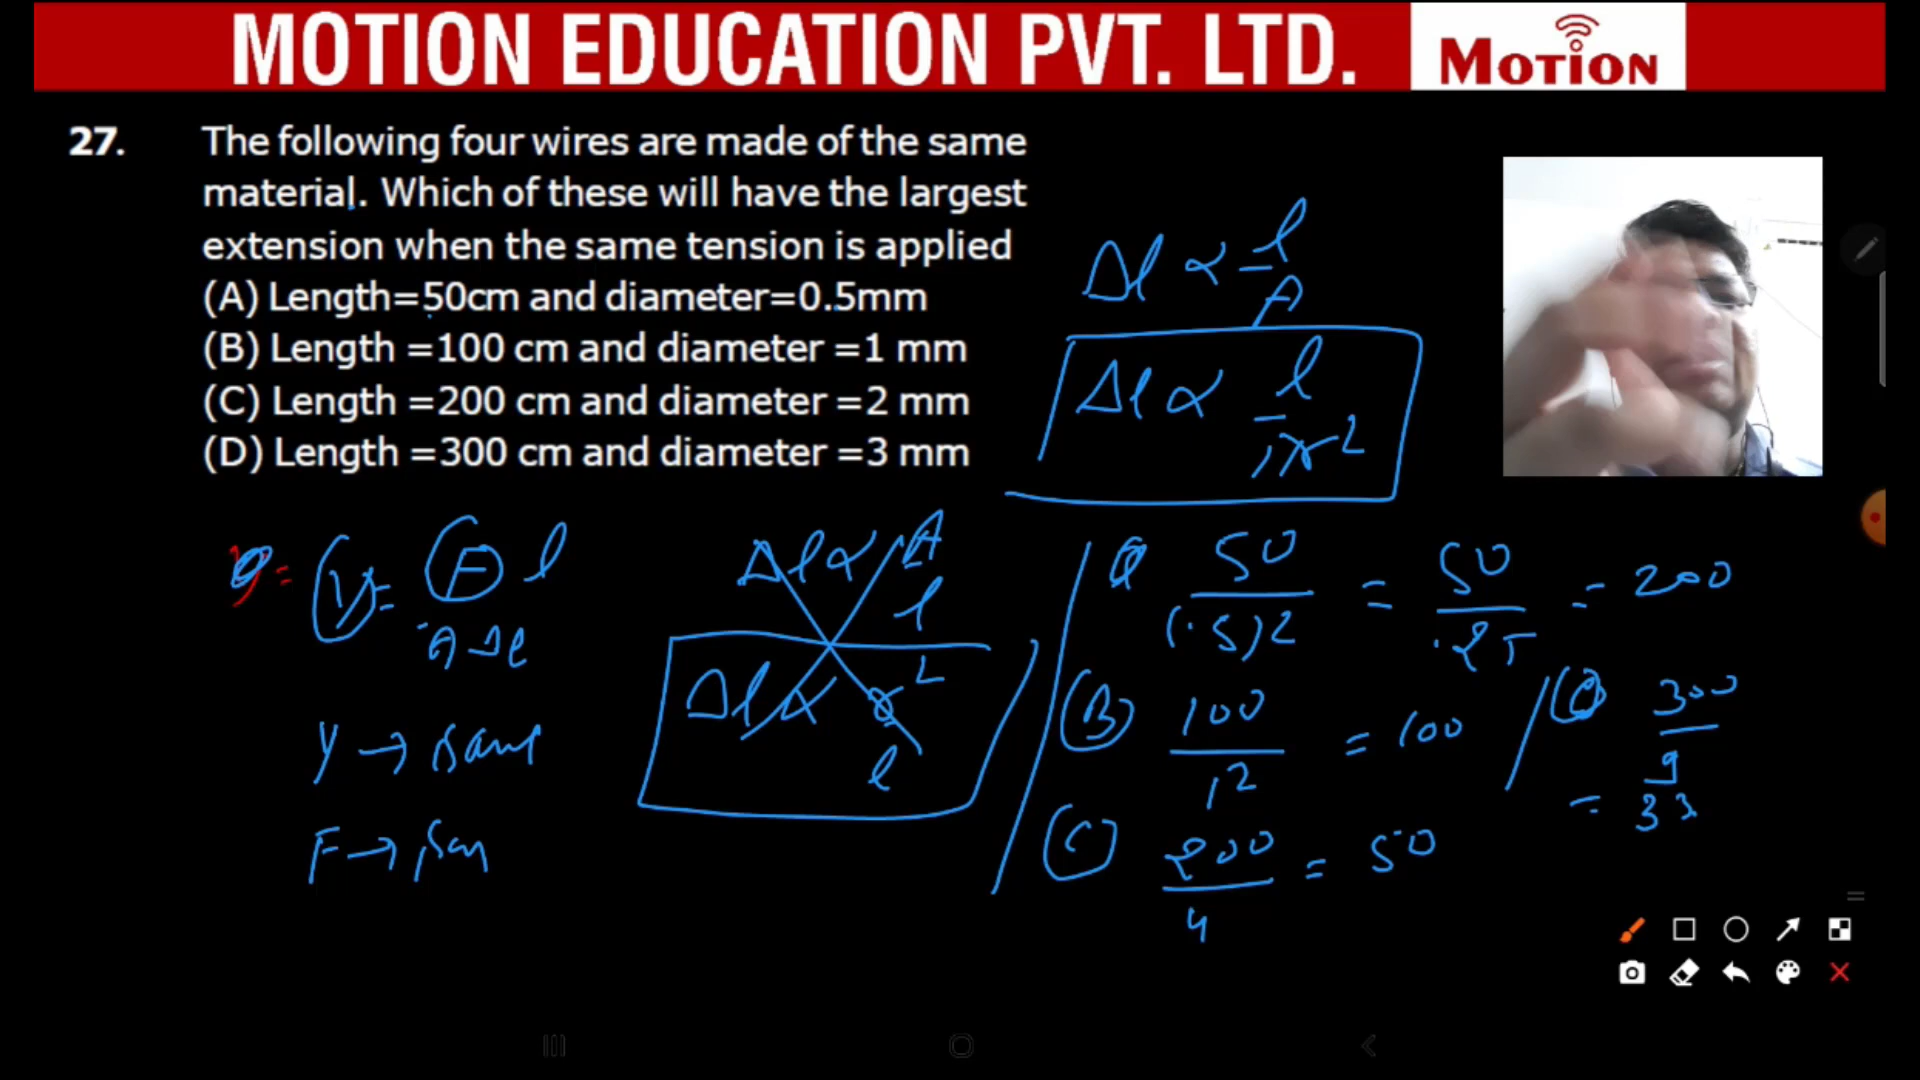 MOTION EDUCATION PVT. LTD.
MOTION
27. The following four wires are made of the same
material. Which of these will have the largest
extension when the same tension is applied
(A) Length=50cm and diameter=0.5mm
(B) Length =100 cm and diameter =1 mm
(C) Length =200 cm and diameter =2 mm
(D) Length =300 cm and diameter =3 mm
Δl ∝ l/A
Δl ∝ l/πr²
Y = F l / A Δl
Y → same
F →
Δl ∝ A/l
Δl ∝ r²/l
50/(.5)2 = 50/.25 = 200
(B) 100/1² = 100
(C) 200/4 = 50
300/9
= 33